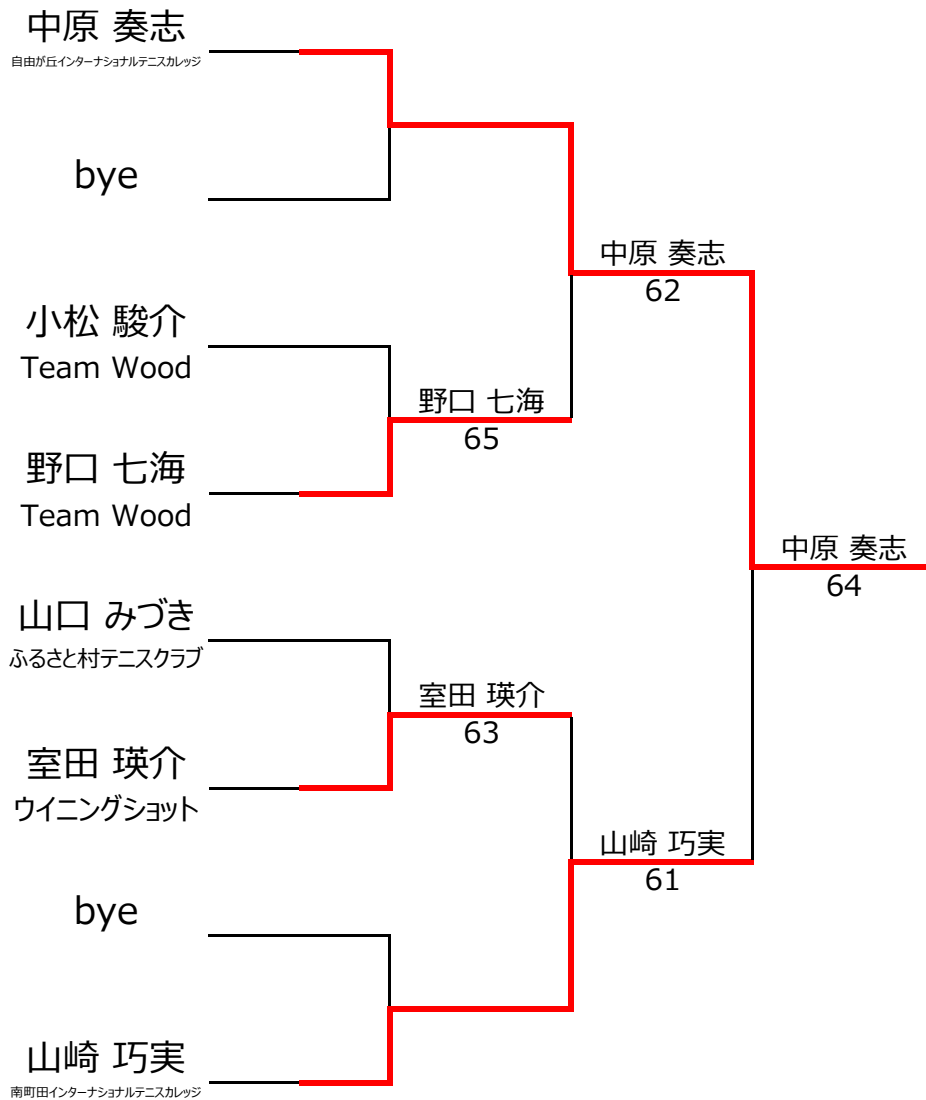 中原 奏志
自由が丘インターナショナルテニスカレッジ
bye
小松 駿介
Team Wood
野口 七海
Team Wood
山口 みづき
ふるさと村テニスクラブ
室田 瑛介
ウイニングショット
bye
山崎 巧実
南町田インターナショナルテニスカレッジ
野口 七海
65
室田 瑛介
63
中原 奏志
62
山崎 巧実
61
中原 奏志
64